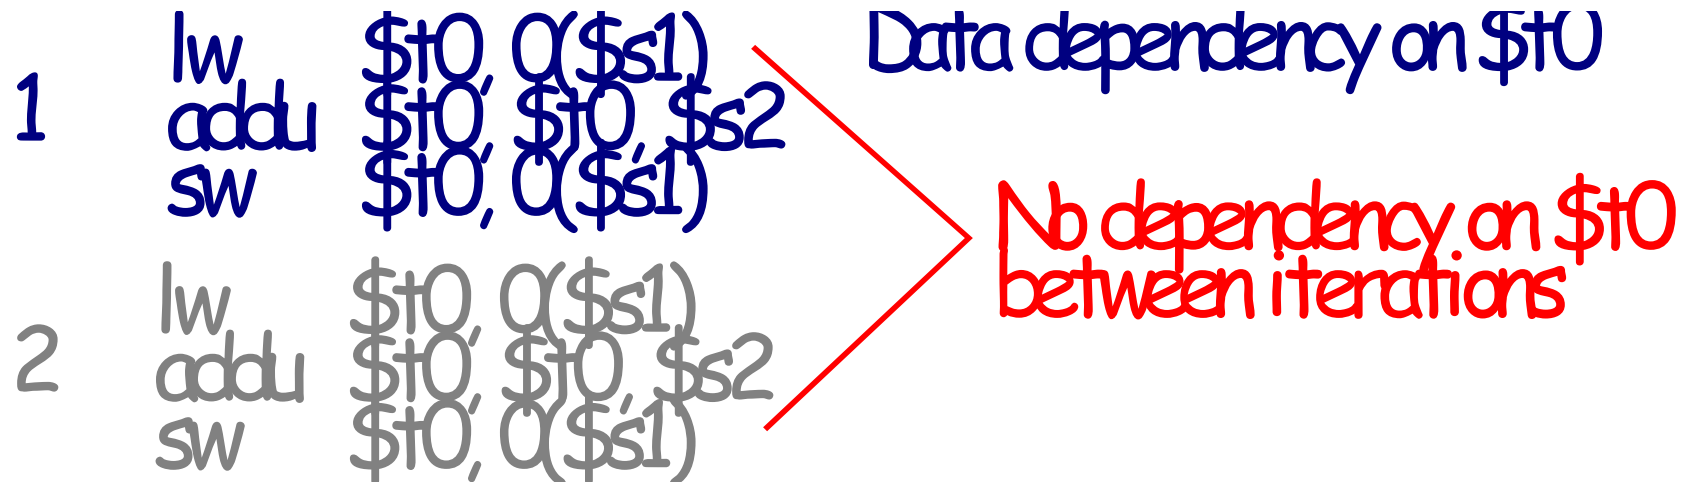 lw $t0, 0($s1)
Data dependency on $t0
1 addu $t0, $t0, $s2
sw $t0, 0($s1)
No dependency on $t0
between iterations
lw $t0, 0($s1)
2 addu $t0, $t0, $s2
sw $t0, 0($s1)